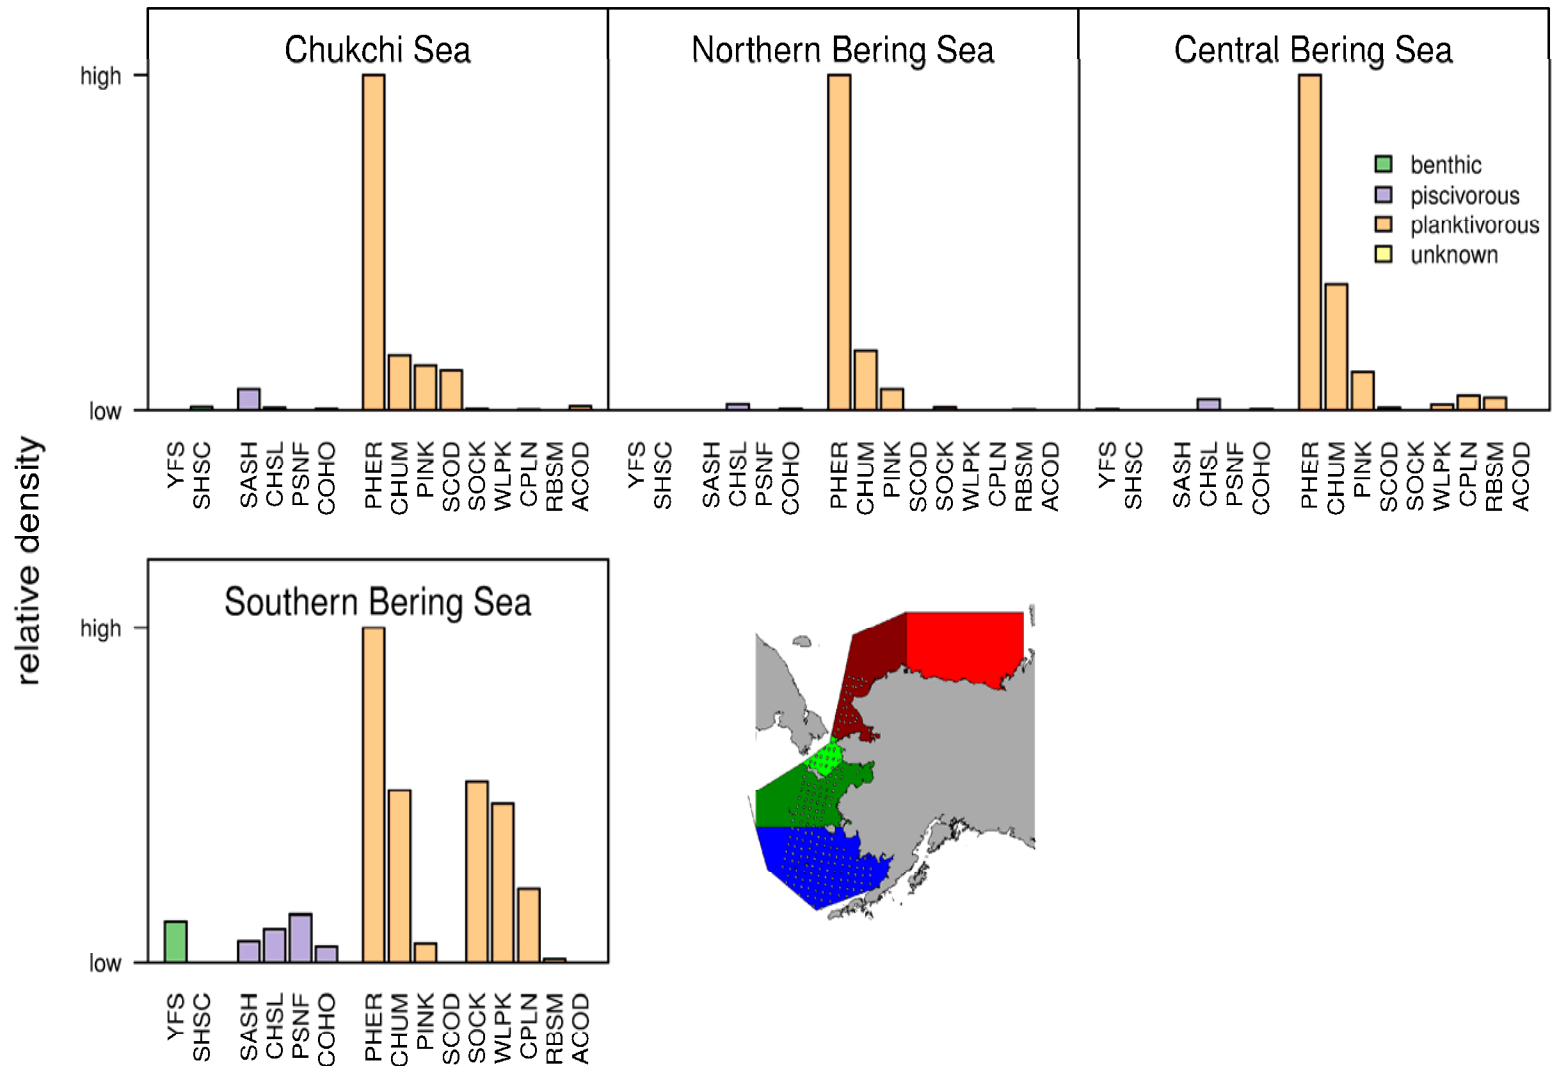 Chukchi Sea
Northern Bering Sea
Central Bering Sea
high
low
benthic
piscivorous
planktivorous
unknown
YFS
SHSC
SASH
CHSL
PSNF
COHO
PHER
CHUM
PINK
SCOD
SOCK
WLPK
CPLN
RBSM
ACOD
YFS
SHSC
SASH
CHSL
PSNF
COHO
PHER
CHUM
PINK
SCOD
SOCK
WLPK
CPLN
RBSM
ACOD
YFS
SHSC
SASH
CHSL
PSNF
COHO
PHER
CHUM
PINK
SCOD
SOCK
WLPK
CPLN
RBSM
ACOD
relative density
Southern Bering Sea
high
low
YFS
SHSC
SASH
CHSL
PSNF
COHO
PHER
CHUM
PINK
SCOD
SOCK
WLPK
CPLN
RBSM
ACOD